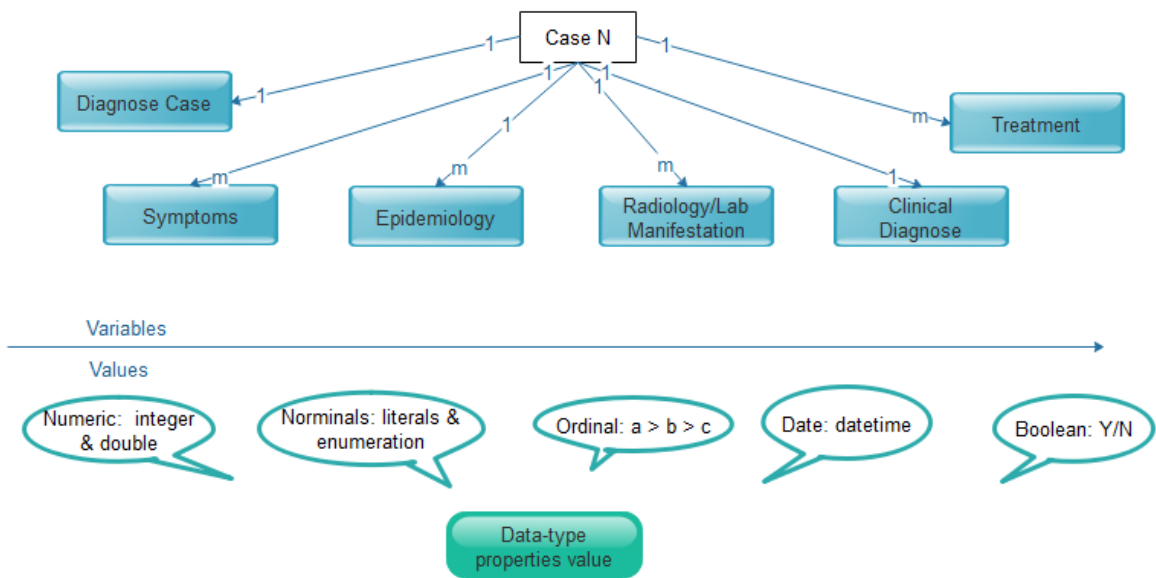 Case N
1
1
1
1
1
1
1
Diagnose Case
m
Treatment
m
m
m
1
Symptoms
Epidemiology
Radiology/Lab
Manifestation
Clinical
Diagnose
Variables
Values
Numeric: integer
& double
Norminals: literals &
enumeration
Ordinal: a > b > c
Date: datetime
Boolean: Y/N
Data-type
properties value